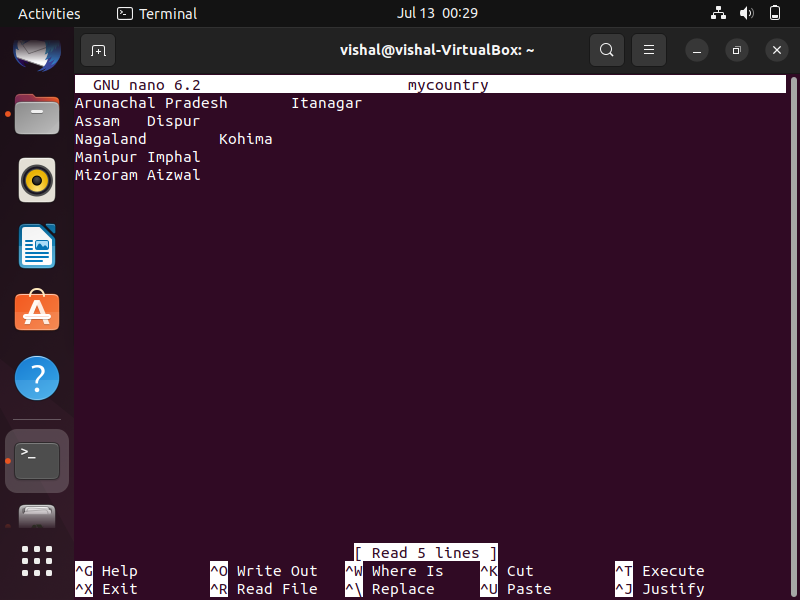 Activities Terminal Jul 13 00:29
vishal@vishal-VirtualBox: ~
GNU nano 6.2 mycountry
Arunachal Pradesh Itanagar
Assam Dispur
Nagaland Kohima
Manipur Imphal
Mizoram Aizwal
[ Read 5 lines ]
^G Help ^O Write Out ^W Where Is ^K Cut ^T Execute
^X Exit ^R Read File ^\ Replace ^U Paste ^J Justify